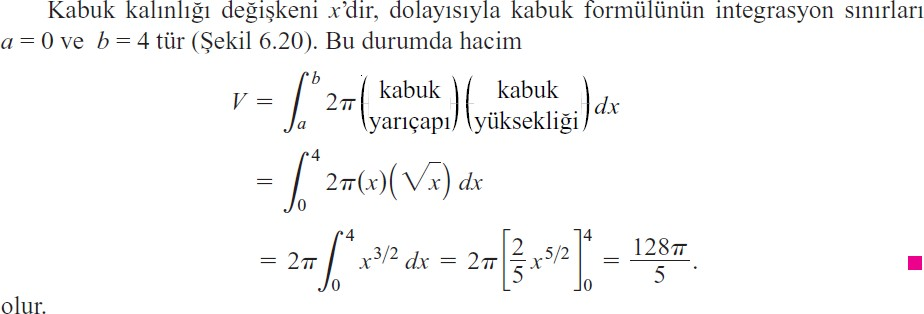 Kabuk kalınlığı değişkeni x'dir, dolayısıyla kabuk formülünün integrasyon sınırları
a = 0 ve b = 4 tür (Şekil 6.20). Bu durumda hacim
V = ∫_a^b 2π (kabuk yarıçapı) (kabuk yüksekliği) dx
= ∫_0^4 2π(x)(√x) dx
= 2π ∫_0^4 x^{3/2} dx = 2π [2/5 x^{5/2}]_0^4 = 128π/5.
olur.